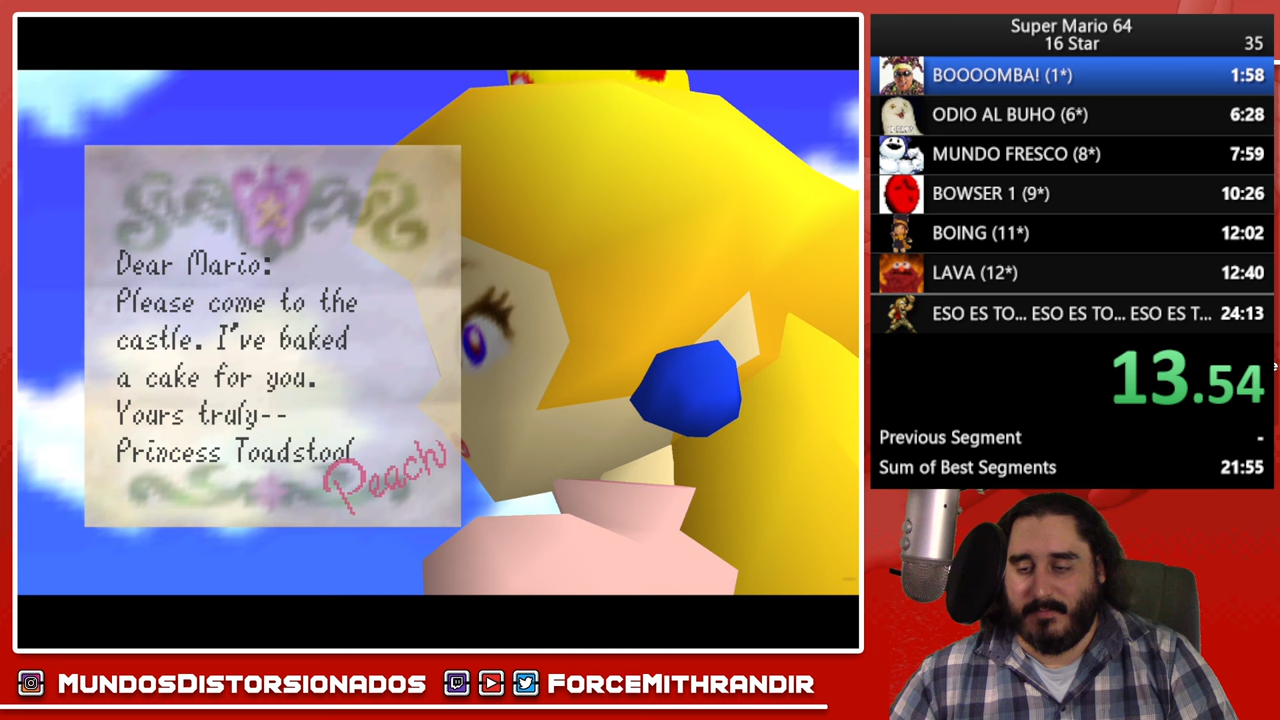 Dear Mario:
Please come to the
castle. I've baked
a cake for you.
Yours truly--
Princess Toadstool
Peach
Super Mario 64
16 Star 35
BOOOOMBA! (1*) 1:58
ODIO AL BUHO (6*) 6:28
MUNDO FRESCO (8*) 7:59
BOWSER 1 (9*) 10:26
BOING (11*) 12:02
LAVA (12*) 12:40
ESO ES TO... ESO ES TO... ESO ES T... 24:13
13.54
Previous Segment -
Sum of Best Segments 21:55
MUNDOSDISTORSIONADOS FORCEMITHRANDIR